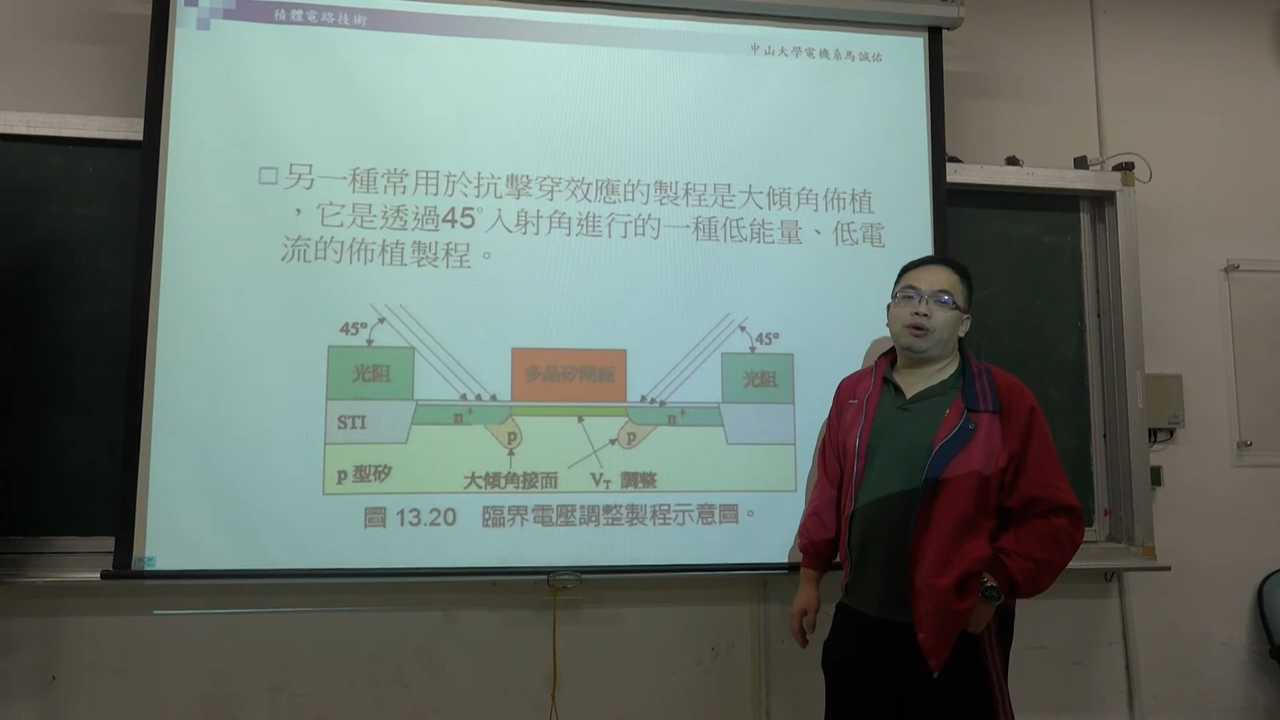 積體電路技術
中山大學電機系馬誠佑
另一種常用於抗擊穿效應的製程是大傾角佈植
，它是透過45°入射角進行的一種低能量、低電
流的佈植製程。
45°
45°
光阻
多晶矽閘極
光阻
STI
n+
n+
p
p
p 型矽
大傾角接面
VT 調整
圖 13.20 臨界電壓調整製程示意圖。